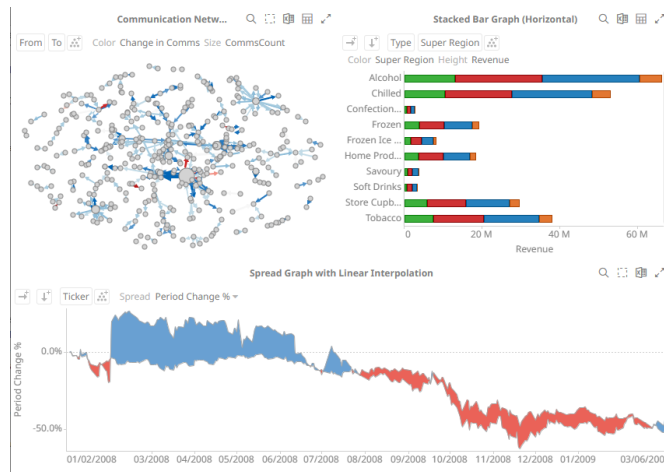 Communication Netw...
From To Color Change in Comms Size CommsCount
Stacked Bar Graph (Horizontal)
Type Super Region
Color Super Region Height Revenue
Alcohol
Chilled
Confection...
Frozen
Frozen Ice ...
Home Prod...
Savoury
Soft Drinks
Store Cupb...
Tobacco
0 20 M 40 M 60 M
Revenue
Spread Graph with Linear Interpolation
Ticker Spread Period Change %
Period Change %
0.0%
-50.0%
01/02/2008 03/2008 04/2008 05/2008 06/2008 07/2008 08/2008 09/2008 10/2008 11/2008 12/2008 01/2009 03/06/20